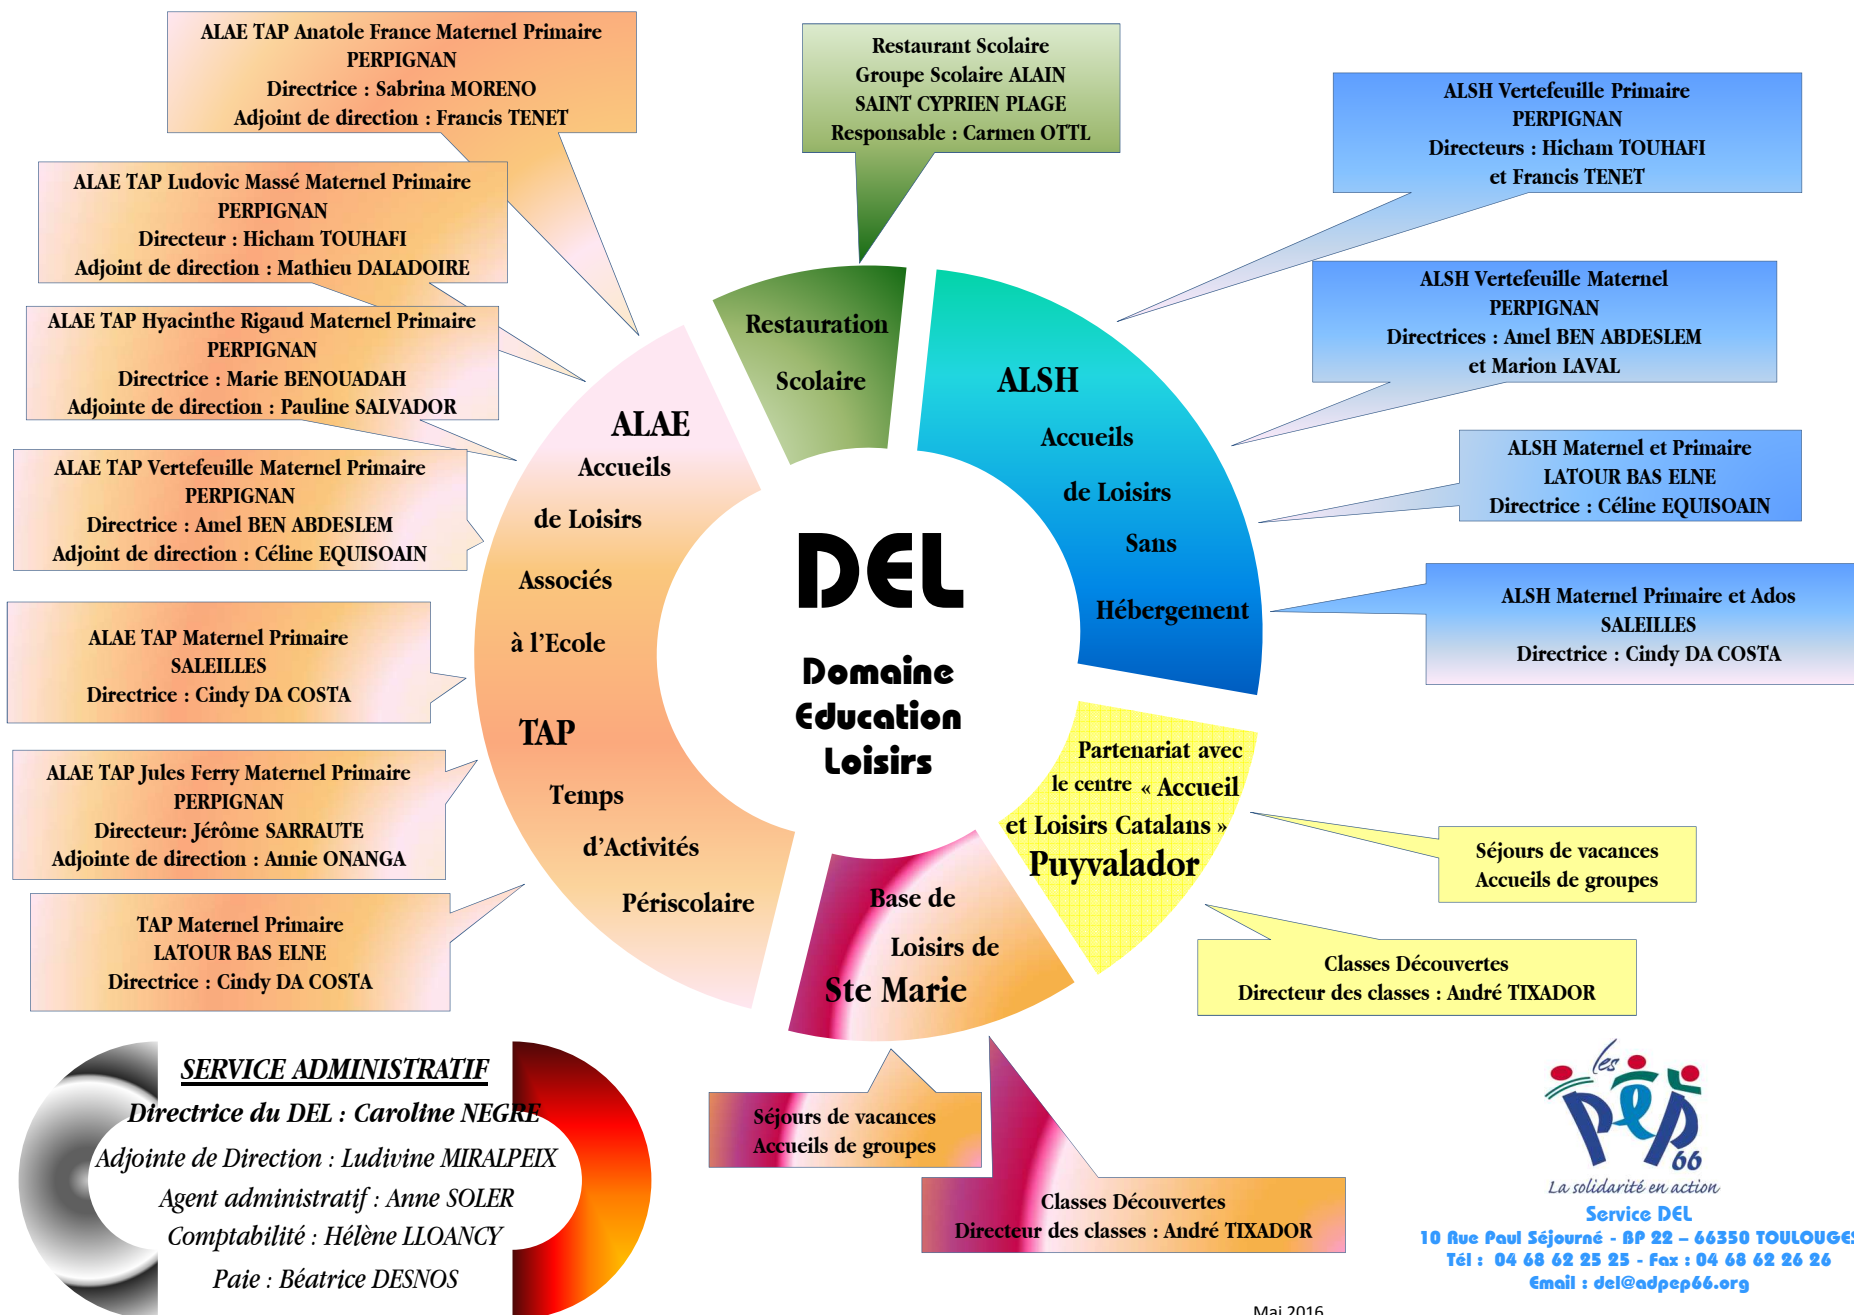 ALAE TAP Anatole France Maternel Primaire
PERPIGNAN
Directrice : Sabrina MORENO
Adjoint de direction : Francis TENET
ALAE TAP Ludovic Massé Maternel Primaire
PERPIGNAN
Directeur : Hicham TOUHAFI
Adjoint de direction : Mathieu DALADOIRE
ALAE TAP Hyacinthe Rigaud Maternel Primaire
PERPIGNAN
Directrice : Marie BENOUADAH
Adjointe de direction : Pauline SALVADOR
ALAE TAP Vertefeuille Maternel Primaire
PERPIGNAN
Directrice : Amel BEN ABDESLEM
Adjoint de direction : Céline EQUISOAIN
ALAE TAP Maternel Primaire
SALEILLES
Directrice : Cindy DA COSTA
ALAE TAP Jules Ferry Maternel Primaire
PERPIGNAN
Directeur: Jérôme SARRAUTE
Adjointe de direction : Annie ONANGA
TAP Maternel Primaire
LATOUR BAS ELNE
Directrice : Cindy DA COSTA
Restaurant Scolaire
Groupe Scolaire ALAIN
SAINT CYPRIEN PLAGE
Responsable : Carmen OTTL
Restauration
Scolaire
ALAE
Accueils
de Loisirs
Associés
à l'Ecole
TAP
Temps
d'Activités
Périscolaire
DEL
Domaine
Education
Loisirs
ALSH
Accueils
de Loisirs
Sans
Hébergement
Partenariat avec
le centre « Accueil
et Loisirs Catalans »
Puyvalador
Base de
Loisirs de
Ste Marie
ALSH Vertefeuille Primaire
PERPIGNAN
Directeurs : Hicham TOUHAFI
et Francis TENET
ALSH Vertefeuille Maternel
PERPIGNAN
Directrices : Amel BEN ABDESLEM
et Marion LAVAL
ALSH Maternel et Primaire
LATOUR BAS ELNE
Directrice : Céline EQUISOAIN
ALSH Maternel Primaire et Ados
SALEILLES
Directrice : Cindy DA COSTA
Séjours de vacances
Accueils de groupes
Classes Découvertes
Directeur des classes : André TIXADOR
Séjours de vacances
Accueils de groupes
Classes Découvertes
Directeur des classes : André TIXADOR
SERVICE ADMINISTRATIF
Directrice du DEL : Caroline NEGRE
Adjointe de Direction : Ludivine MIRALPEIX
Agent administratif : Anne SOLER
Comptabilité : Hélène LLOANCY
Paie : Béatrice DESNOS
les
PEP
66
La solidarité en action
Service DEL
10 Rue Paul Séjourné - BP 22 – 66350 TOULOUGES
Tél : 04 68 62 25 25 - Fax : 04 68 62 26 26
Email : del@adpep66.org
Mai 2016